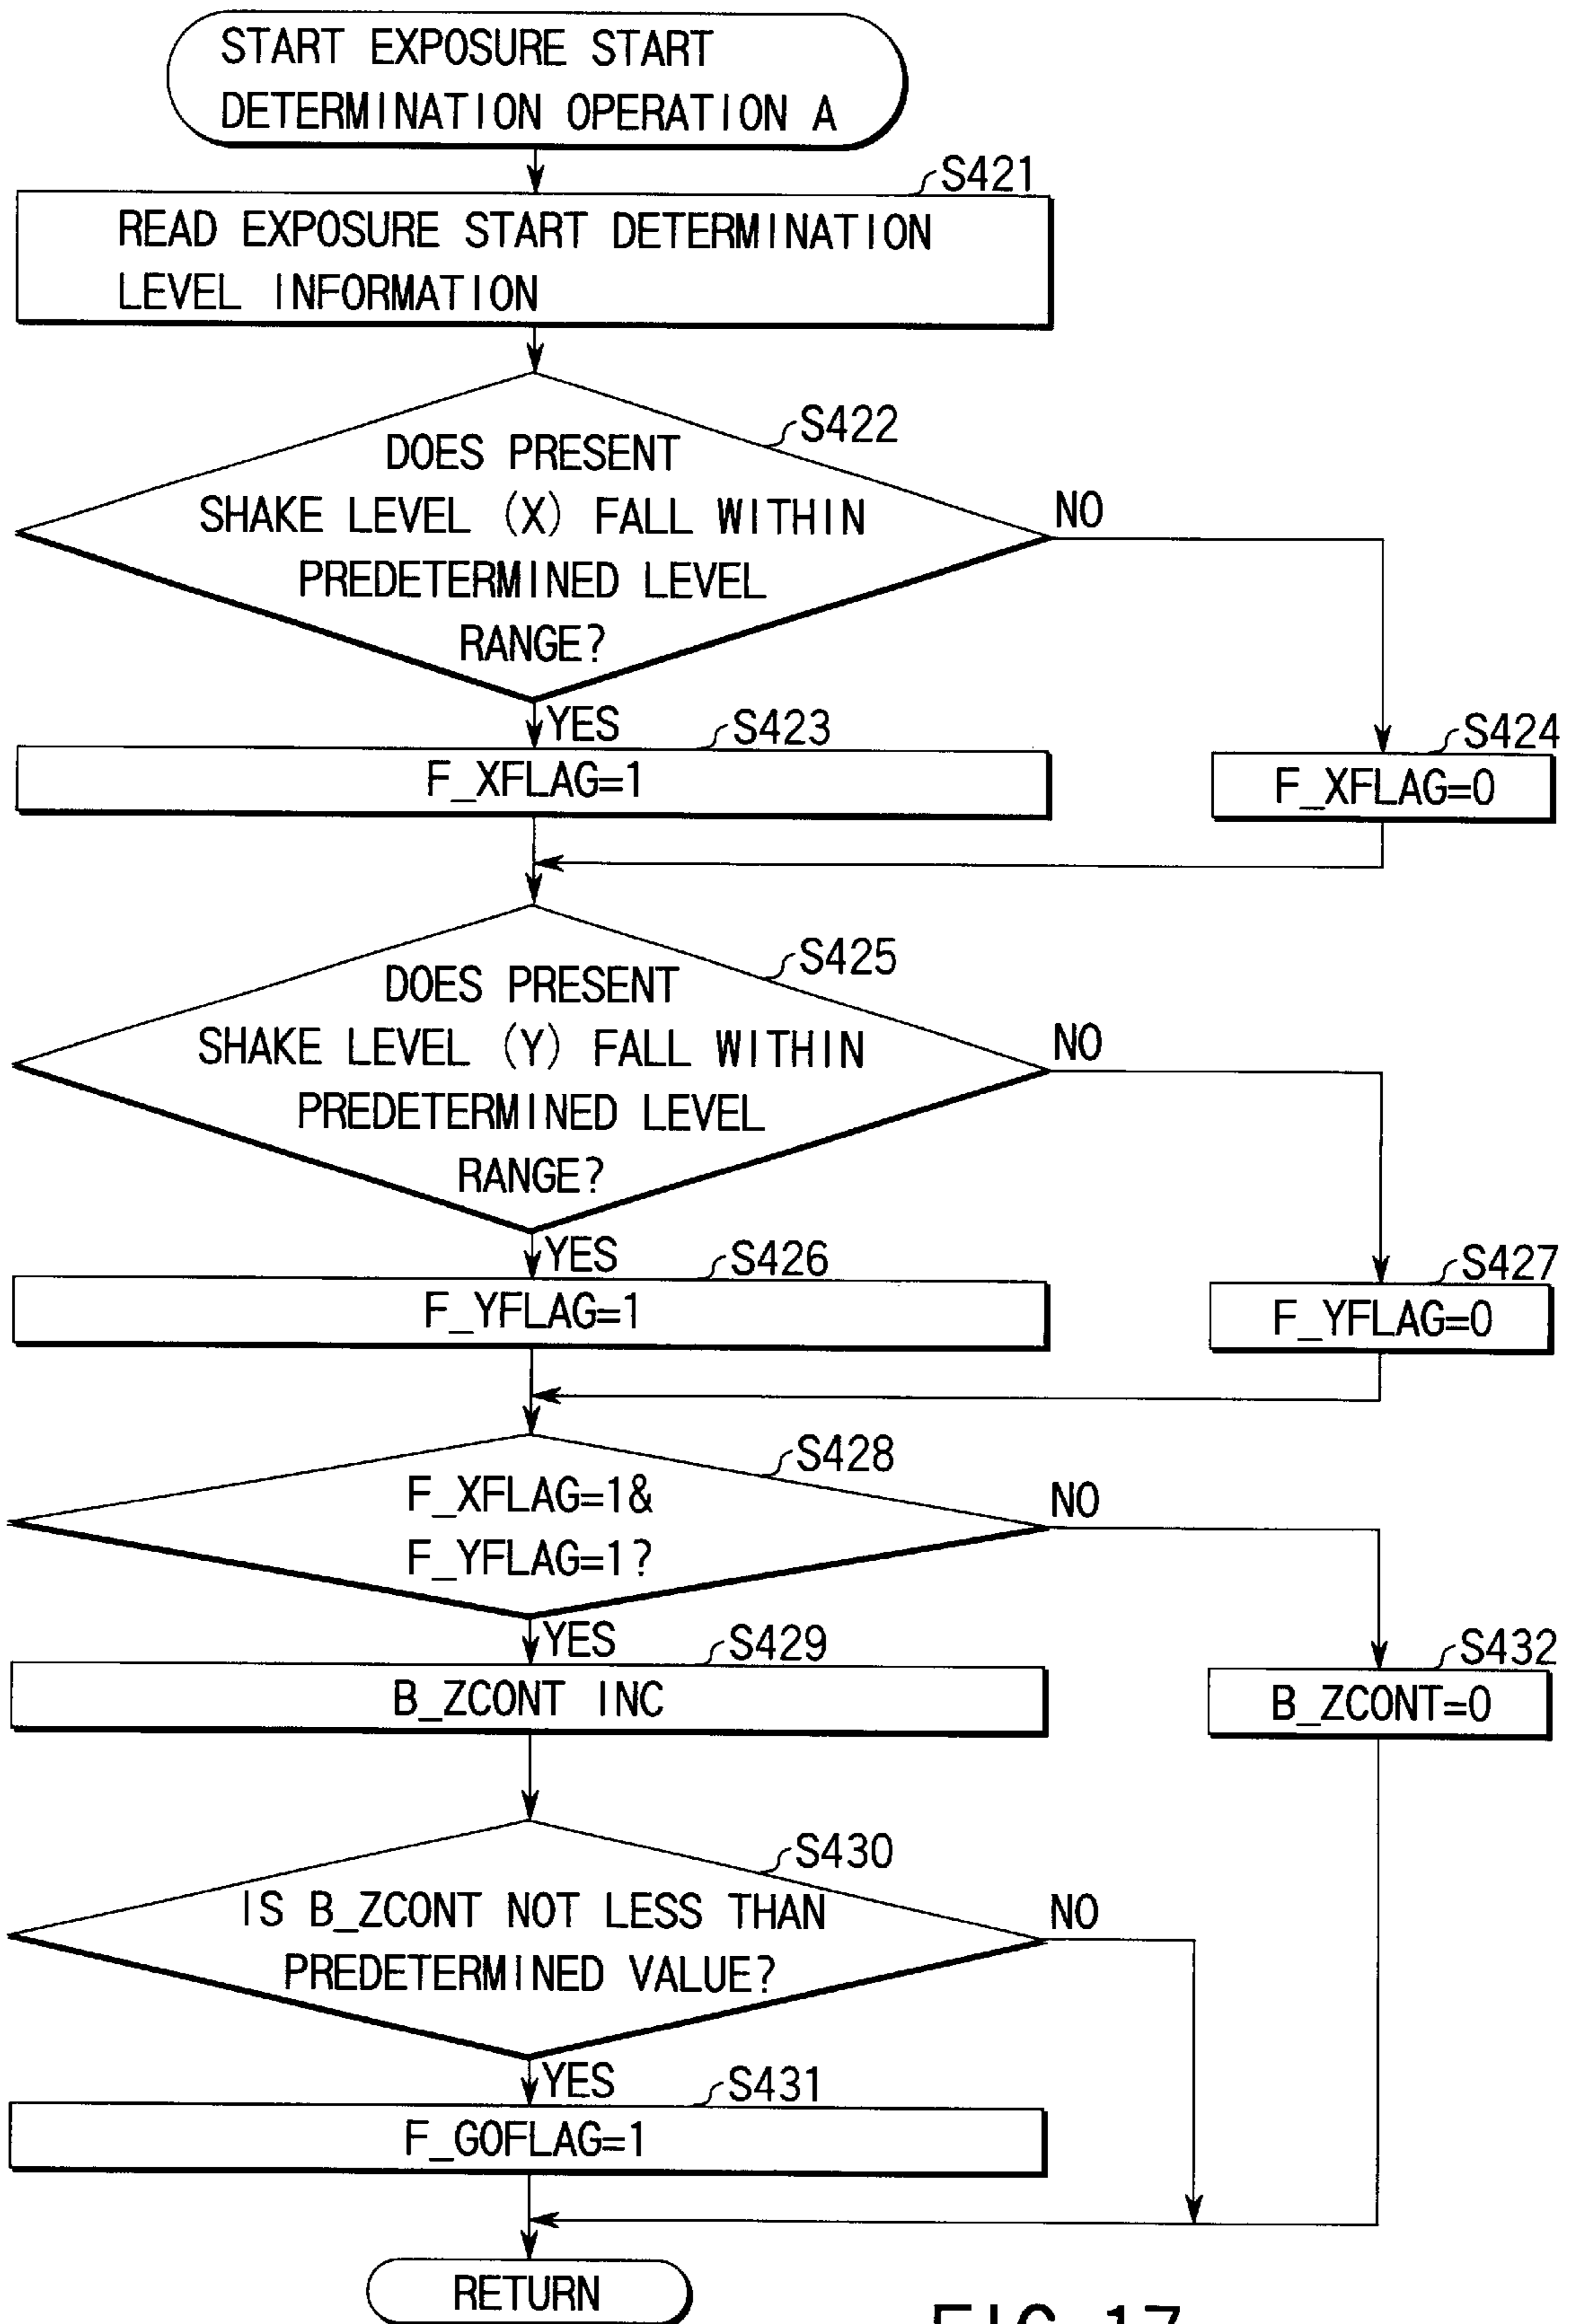 START EXPOSURE START
DETERMINATION OPERATION A
S421
READ EXPOSURE START DETERMINATION
LEVEL INFORMATION
S422
DOES PRESENT
SHAKE LEVEL (X) FALL WITHIN
PREDETERMINED LEVEL
RANGE?
NO
YES
S423
F_XFLAG=1
S424
F_XFLAG=0
S425
DOES PRESENT
SHAKE LEVEL (Y) FALL WITHIN
PREDETERMINED LEVEL
RANGE?
NO
YES
S426
F_YFLAG=1
S427
F_YFLAG=0
S428
F_XFLAG=1&
F_YFLAG=1?
NO
YES
S429
B_ZCONT INC
S432
B_ZCONT=0
S430
IS B_ZCONT NOT LESS THAN
PREDETERMINED VALUE?
NO
YES
S431
F_GOFLAG=1
RETURN
FIG. 17